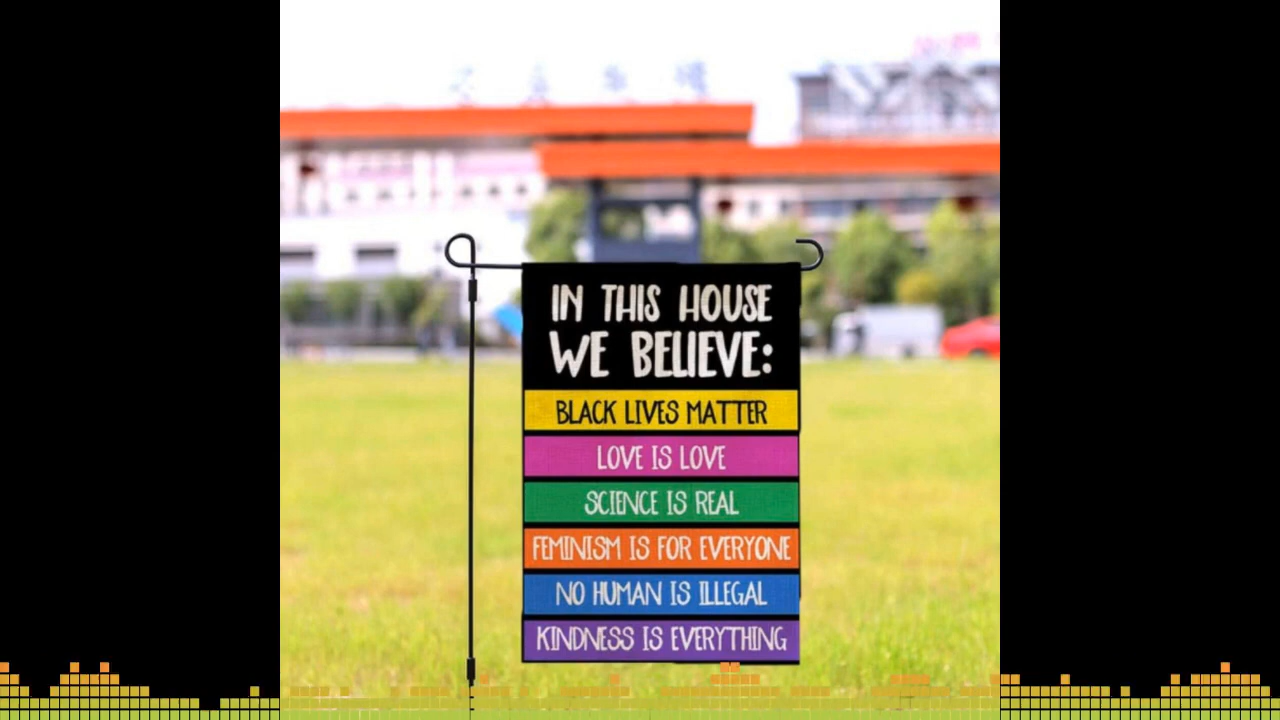 IN THIS HOUSE
WE BELIEVE:
BLACK LIVES MATTER
LOVE IS LOVE
SCIENCE IS REAL
FEMINISM IS FOR EVERYONE
NO HUMAN IS ILLEGAL
KINDNESS IS EVERYTHING